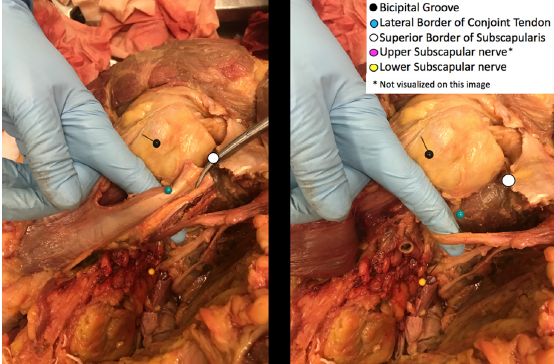 Bicipital Groove
Lateral Border of Conjoint Tendon
Superior Border of Subscapularis
Upper Subscapular nerve*
Lower Subscapular nerve
* Not visualized on this image